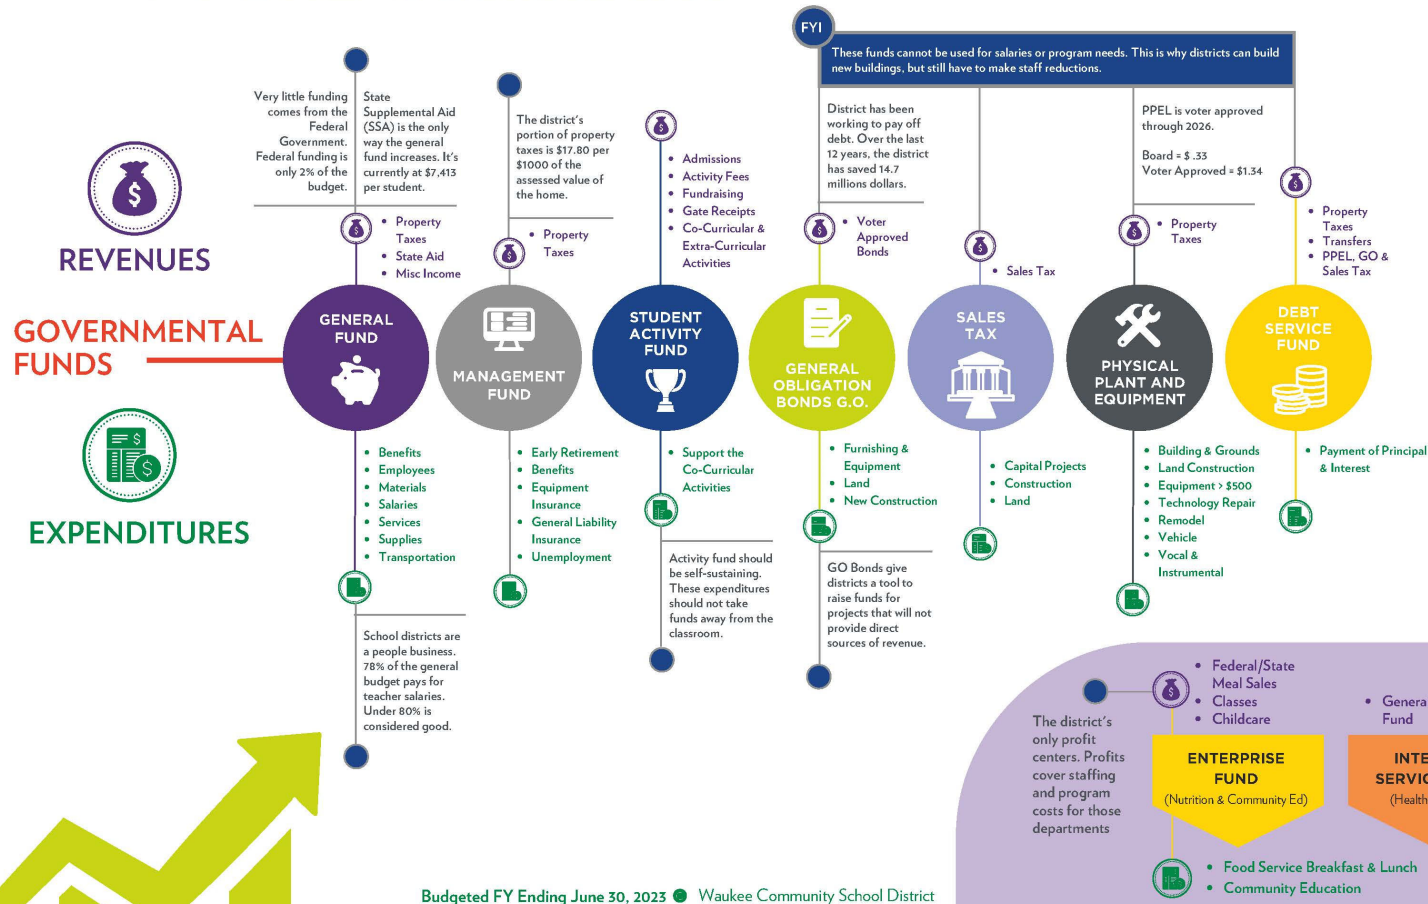 FYI
These funds cannot be used for salaries or program needs. This is why districts can build
new buildings, but still have to make staff reductions.
REVENUES
GOVERNMENTAL
FUNDS
EXPENDITURES
Very little funding
comes from the
Federal
Government.
Federal funding is
only 2% of the
budget.
State
Supplemental Aid
(SSA) is the only
way the general
fund increases. It's
currently at $7,413
per student.
• Property
Taxes
• State Aid
• Misc Income
GENERAL
FUND
• Benefits
• Employees
• Materials
• Salaries
• Services
• Supplies
• Transportation
School districts are
a people business.
78% of the general
budget pays for
teacher salaries.
Under 80% is
considered good.
The district's
portion of property
taxes is $17.80 per
$1000 of the
assessed value of
the home.
• Property
Taxes
MANAGEMENT
FUND
• Early Retirement
• Benefits
• Equipment
Insurance
• General Liability
Insurance
• Unemployment
• Admissions
• Activity Fees
• Fundraising
• Gate Receipts
• Co-Curricular &
Extra-Curricular
Activities
STUDENT
ACTIVITY
FUND
• Support the
Co-Curricular
Activities
Activity fund should
be self-sustaining.
These expenditures
should not take
funds away from the
classroom.
District has been
working to pay off
debt. Over the last
12 years, the district
has saved 14.7
millions dollars.
• Voter
Approved
Bonds
GENERAL
OBLIGATION
BONDS G.O.
• Furnishing &
Equipment
• Land
• New Construction
GO Bonds give
districts a tool to
raise funds for
projects that will not
provide direct
sources of revenue.
• Sales Tax
SALES
TAX
• Capital Projects
• Construction
• Land
PPEL is voter approved
through 2026.
Board = $ .33
Voter Approved = $1.34
• Property
Taxes
PHYSICAL
PLANT AND
EQUIPMENT
• Building & Grounds
• Land Construction
• Equipment > $500
• Technology Repair
• Remodel
• Vehicle
• Vocal &
Instrumental
• Property
Taxes
• Transfers
• PPEL, GO &
Sales Tax
DEBT
SERVICE
FUND
• Payment of Principal
& Interest
The district's
only profit
centers. Profits
cover staffing
and program
costs for those
departments
• Federal/State
Meal Sales
• Classes
• Childcare
ENTERPRISE
FUND
(Nutrition & Community Ed)
• Food Service Breakfast & Lunch
• Community Education
• Genera
Fund
INTE
SERVIC
(Health
Budgeted FY Ending June 30, 2023 Waukee Community School District